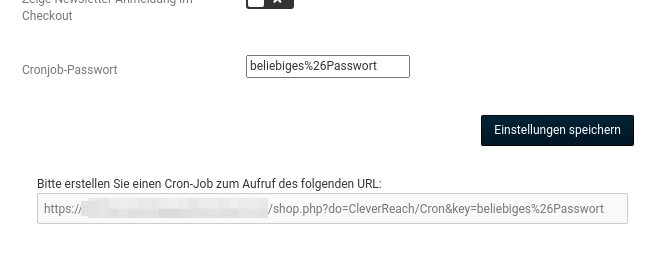 Zeige Newsletter Anmeldung im
Checkout
Cronjob-Passwort
beliebiges%26Passwort
Einstellungen speichern
Bitte erstellen Sie einen Cron-Job zum Aufruf des folgenden URL:
https://
/shop.php?do=CleverReach/Cron&key=beliebiges%26Passwort